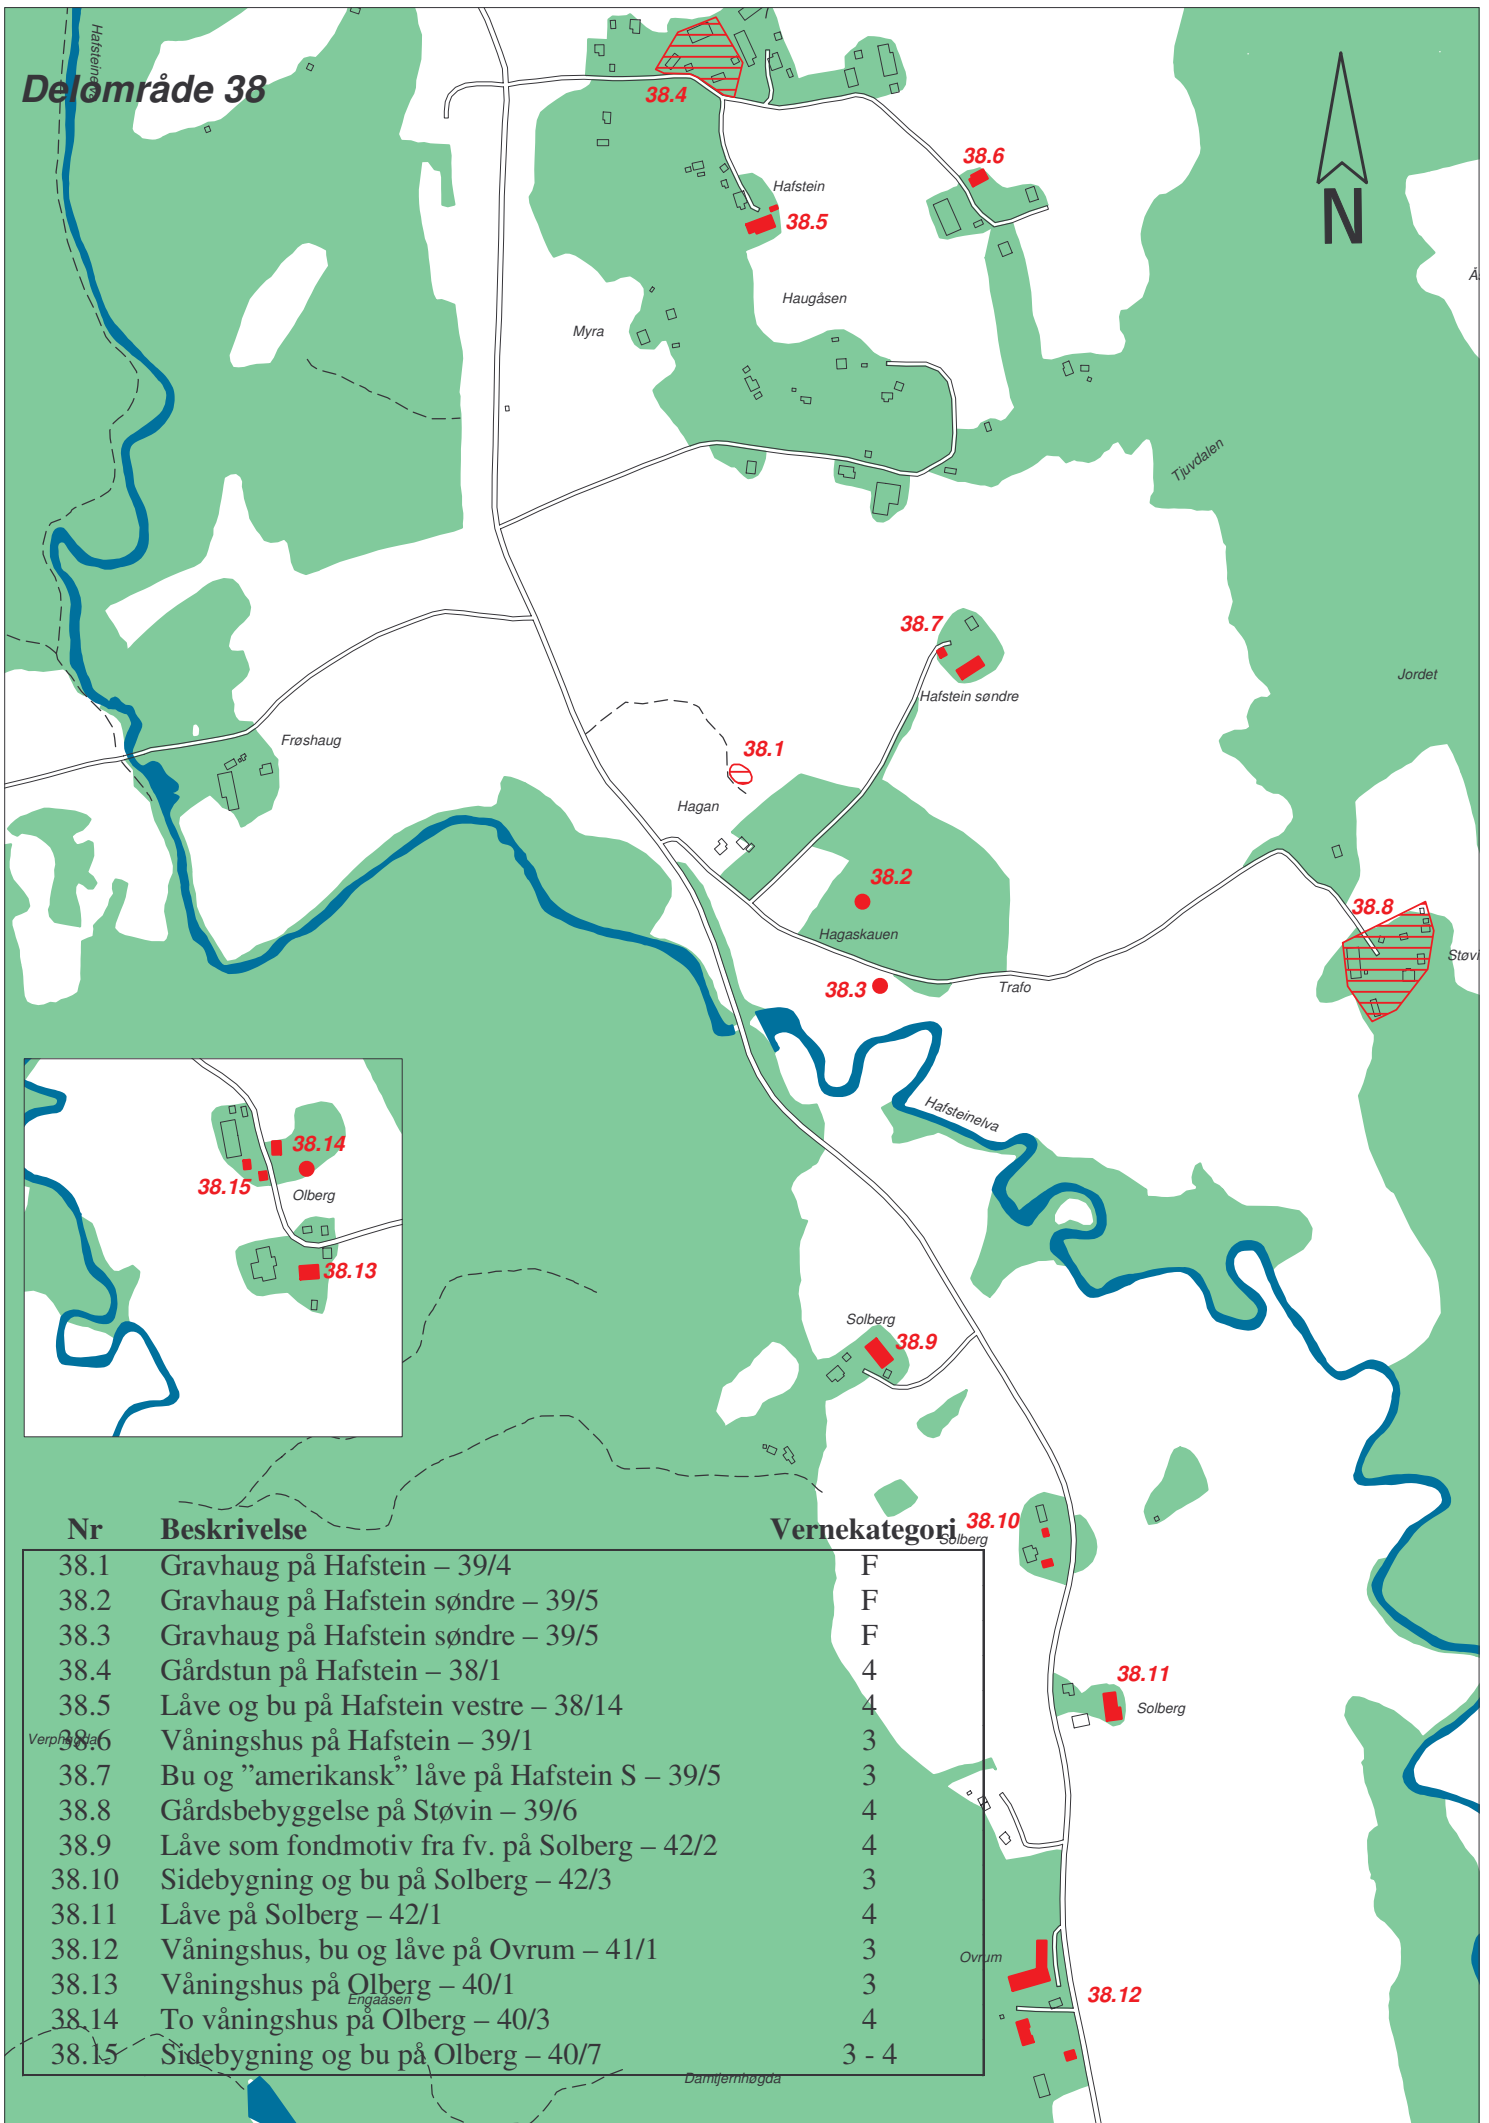 Delområde 38
Hafsteinelva
38.4
38.6
Hafstein
38.5
N
Haugåsen
Myra
Tjuvdalen
38.7
Jordet
Hafstein søndre
Frøshaug
38.1
Hagan
38.2
38.8
Hagaskauen
38.3
Trafo
Støvi
Hafsteinelva
38.14
38.15
Olberg
38.13
Solberg
38.9
38.10
Solberg
Nr Beskrivelse Vernekategori
38.1 Gravhaug på Hafstein – 39/4 F
38.2 Gravhaug på Hafstein søndre – 39/5 F
38.3 Gravhaug på Hafstein søndre – 39/5 F
38.4 Gårdstun på Hafstein – 38/1 4
38.5 Låve og bu på Hafstein vestre – 38/14 4
38.6 Våningshus på Hafstein – 39/1 3
38.7 Bu og ”amerikansk” låve på Hafstein S – 39/5 3
38.8 Gårdsbebyggelse på Støvin – 39/6 4
38.9 Låve som fondmotiv fra fv. på Solberg – 42/2 4
38.10 Sidebygning og bu på Solberg – 42/3 3
38.11 Låve på Solberg – 42/1 4
38.12 Våningshus, bu og låve på Ovrum – 41/1 3
38.13 Våningshus på Olberg – 40/1 3
38.14 To våningshus på Olberg – 40/3 4
38.15 Sidebygning og bu på Olberg – 40/7 3 - 4
38.11
Solberg
Ovrum
38.12
Engaåsen
Damtjernhøgda